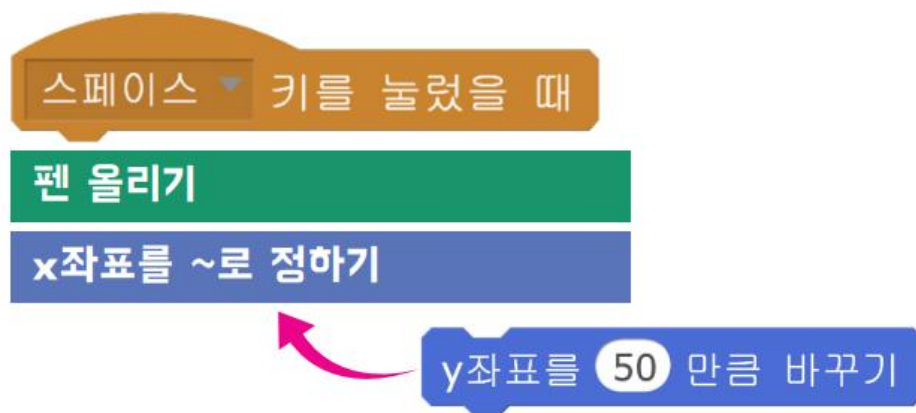 스페이스 키를 눌렀을 때
펜 올리기
x좌표를 ~로 정하기
y좌표를 50 만큼 바꾸기